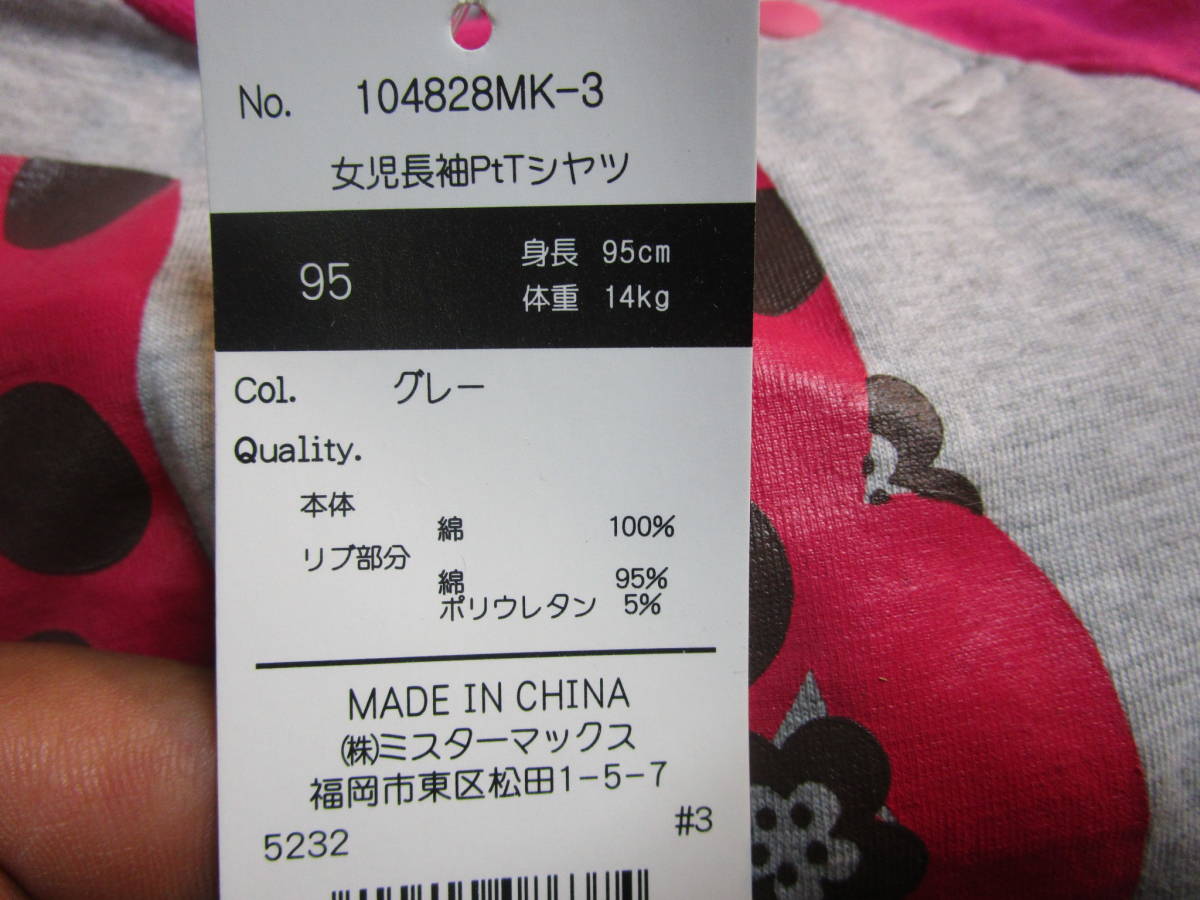 No. 104828MK-3
女児長袖PtTシヤツ
95
身長 95cm
体重 14kg
Col. グレー
Quality.
本体
綿 100%
リブ部分
綿 95%
ポリウレタン 5%
MADE IN CHINA
㈱ミスターマックス
福岡市東区松田1-5-7
5232 #3